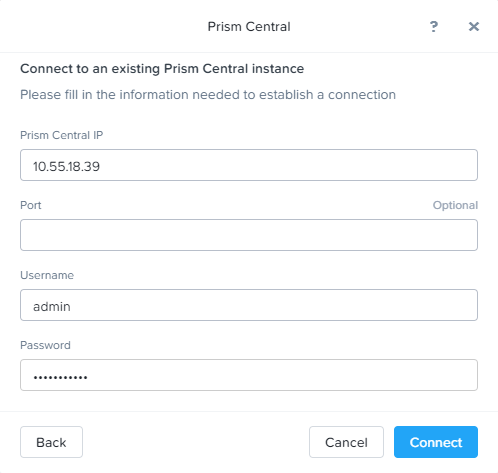 Prism Central
?
Connect to an existing Prism Central instance
Please fill in the information needed to establish a connection
Prism Central IP
10.55.18.39
Port Optional
Username
admin
Password
•••••••••••
Back Cancel Connect